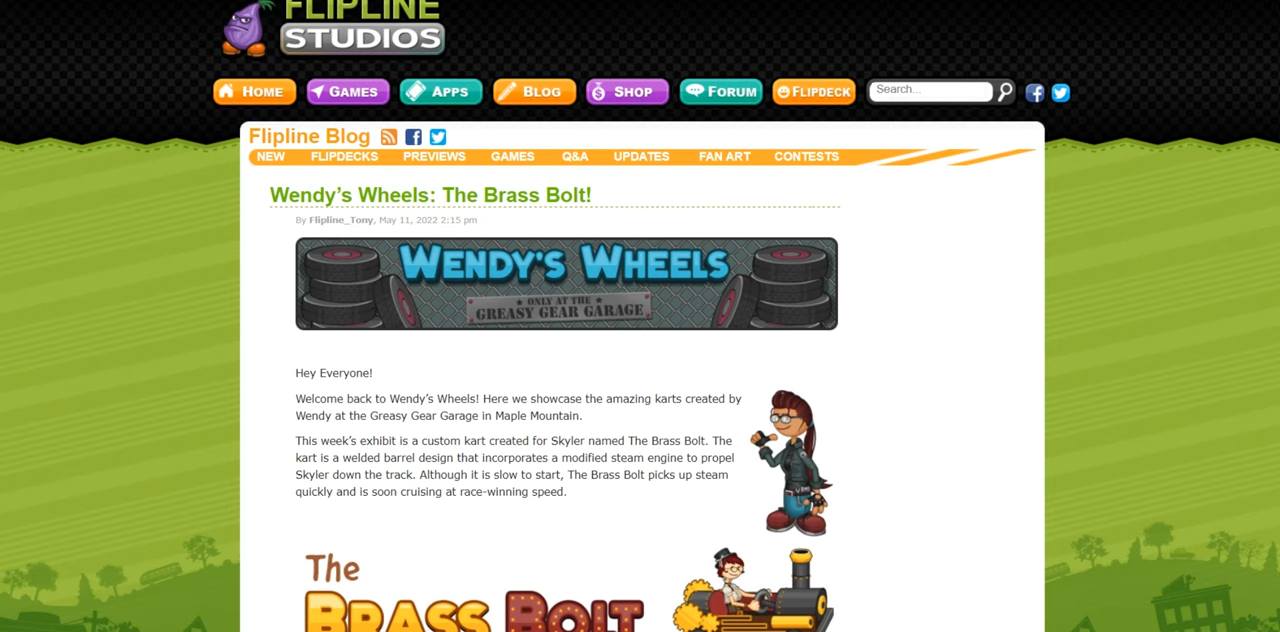 FLIPLINE
STUDIOS
HOME GAMES APPS BLOG SHOP FORUM FLIPDECK Search...
Flipline Blog
NEW FLIPDECKS PREVIEWS GAMES Q&A UPDATES FAN ART CONTESTS
Wendy’s Wheels: The Brass Bolt!
By Flipline_Tony, May 11, 2022 2:15 pm
WENDY'S WHEELS
★ ONLY AT THE ★
GREASY GEAR GARAGE
Hey Everyone!
Welcome back to Wendy’s Wheels! Here we showcase the amazing karts created by
Wendy at the Greasy Gear Garage in Maple Mountain.
This week’s exhibit is a custom kart created for Skyler named The Brass Bolt. The
kart is a welded barrel design that incorporates a modified steam engine to propel
Skyler down the track. Although it is slow to start, The Brass Bolt picks up steam
quickly and is soon cruising at race-winning speed.
The
BRASS BOLT